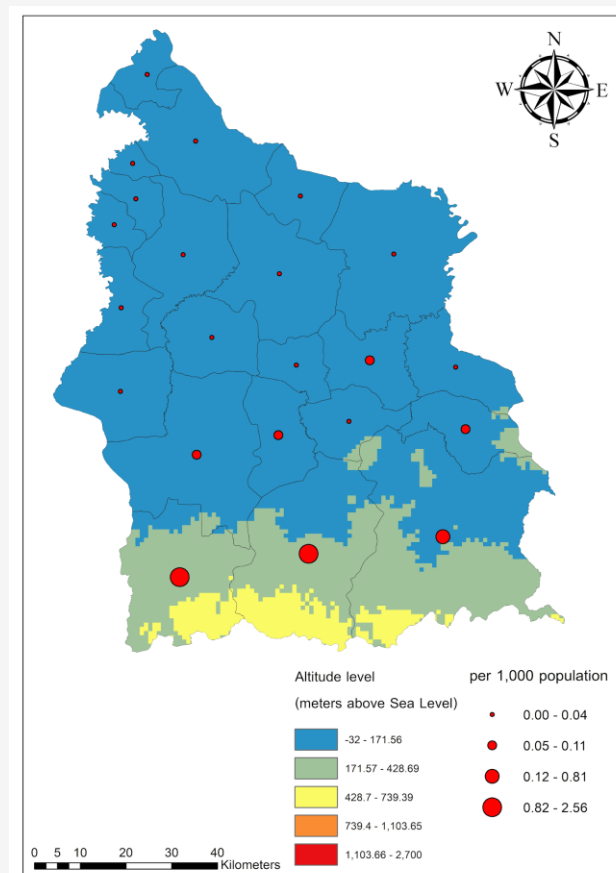 N
W E
S
Altitude level
(meters above Sea Level)
-32 - 171.56
171.57 - 428.69
428.7 - 739.39
739.4 - 1,103.65
1,103.66 - 2,700
per 1,000 population
0.00 - 0.04
0.05 - 0.11
0.12 - 0.81
0.82 - 2.56
0 5 10 20 30 40
Kilometers